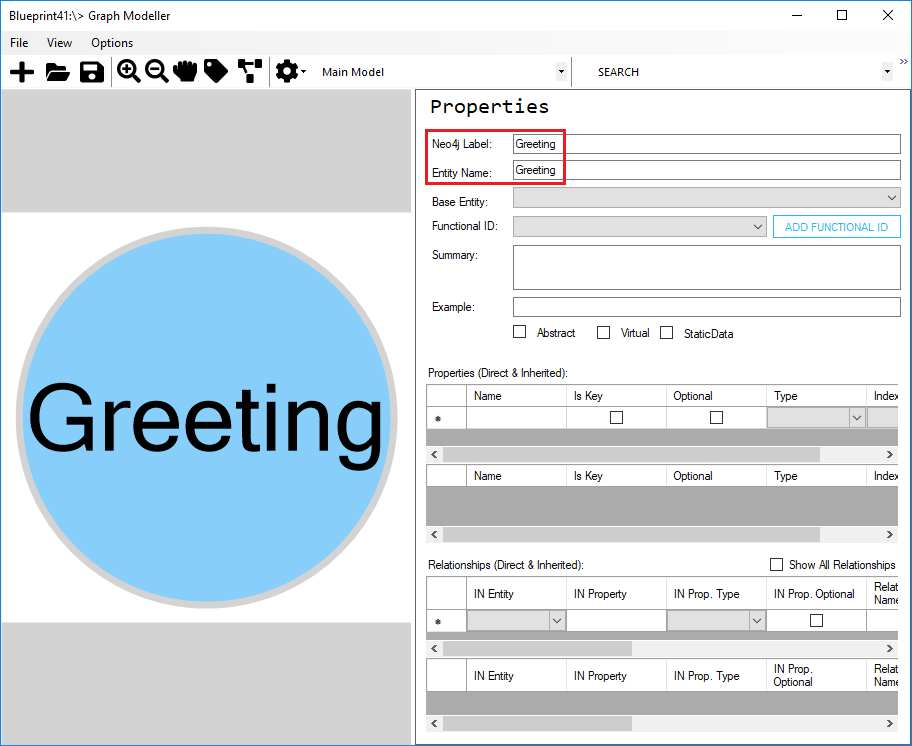 Blueprint41:\> Graph Modeller
File View Options
Main Model SEARCH
Greeting
Properties
Neo4j Label: Greeting
Entity Name: Greeting
Base Entity:
Functional ID: ADD FUNCTIONAL ID
Summary:
Example:
Abstract Virtual StaticData
Properties (Direct & Inherited):
Name Is Key Optional Type Index
Name Is Key Optional Type Index
Relationships (Direct & Inherited): Show All Relationships
IN Entity IN Property IN Prop. Type IN Prop. Optional Relat
Name
IN Entity IN Property IN Prop. Type IN Prop.
Optional Relat
Name